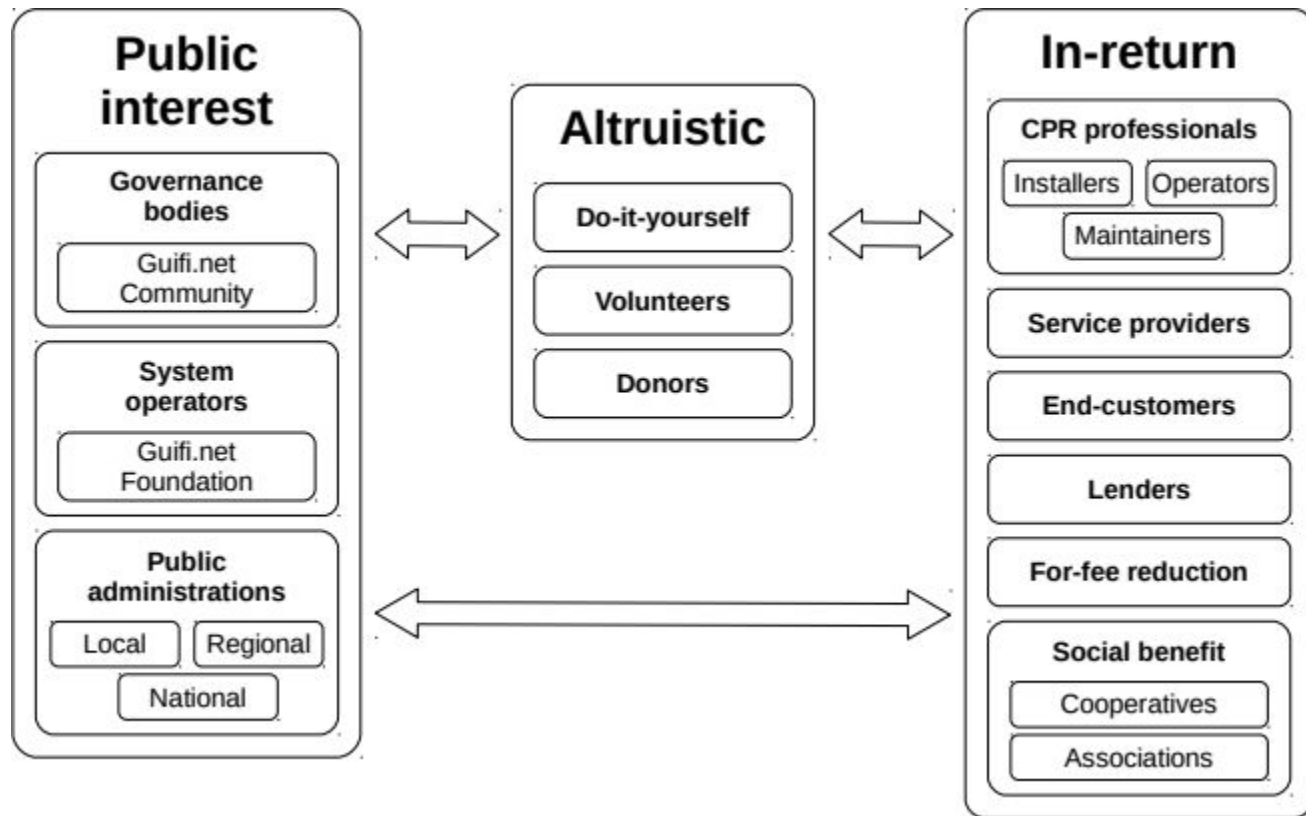 Public
interest
Governance
bodies
Guifi.net
Community
System
operators
Guifi.net
Foundation
Public
administrations
Local
Regional
National
Altruistic
Do-it-yourself
Volunteers
Donors
In-return
CPR professionals
Installers
Operators
Maintainers
Service providers
End-customers
Lenders
For-fee reduction
Social benefit
Cooperatives
Associations